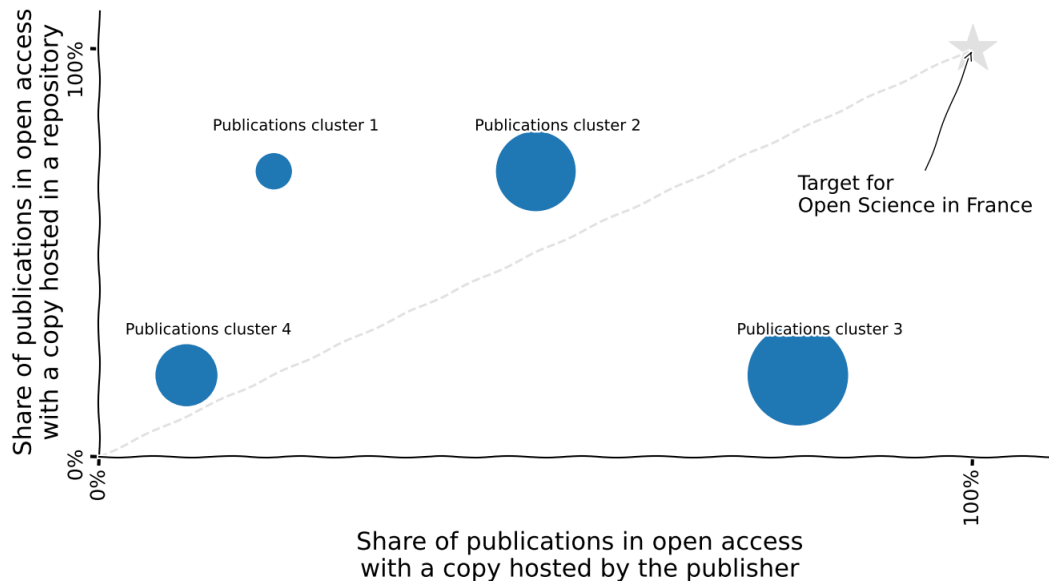 Share of publications in open access
with a copy hosted in a repository
100%
0%
Publications cluster 1
Publications cluster 2
Target for
Open Science in France
Publications cluster 4
Publications cluster 3
0%
100%
Share of publications in open access
with a copy hosted by the publisher